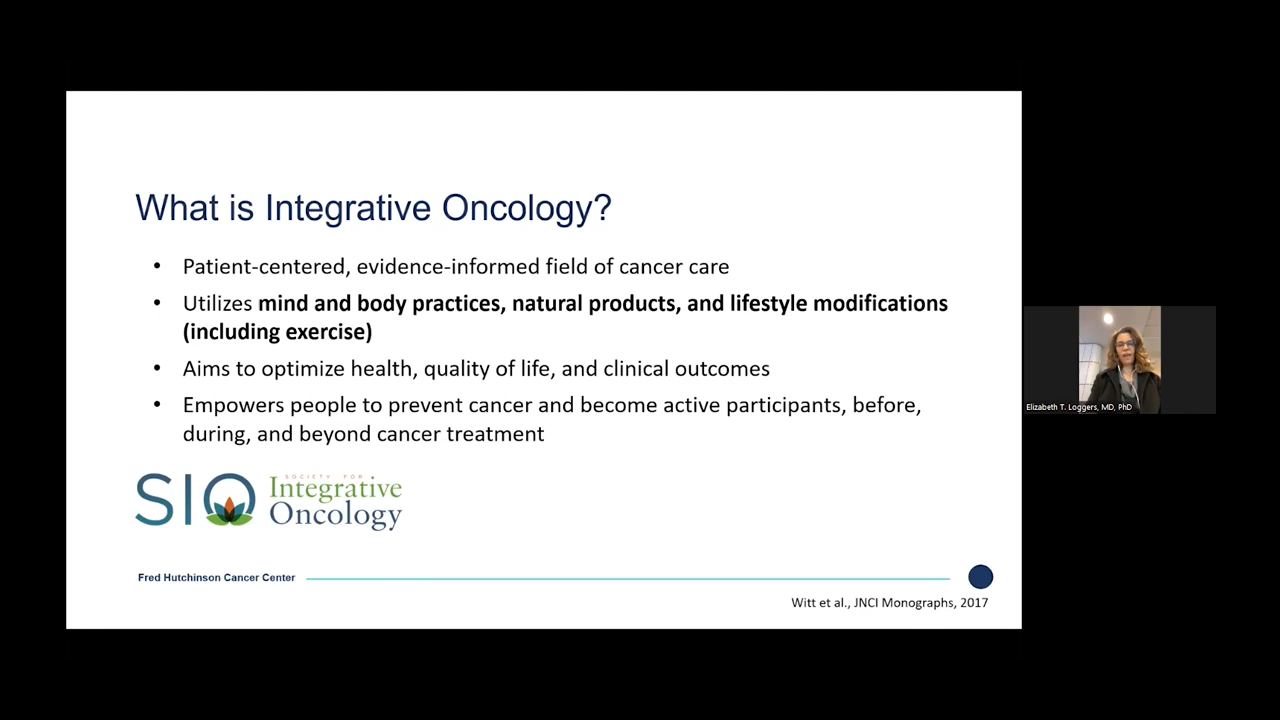 What is Integrative Oncology?
• Patient-centered, evidence-informed field of cancer care
• Utilizes mind and body practices, natural products, and lifestyle modifications
(including exercise)
• Aims to optimize health, quality of life, and clinical outcomes
• Empowers people to prevent cancer and become active participants, before,
during, and beyond cancer treatment
SIO
SOCIETY FOR
Integrative
Oncology
Fred Hutchinson Cancer Center
Witt et al., JNCI Monographs, 2017
Elizabeth T. Loggers, MD, PhD